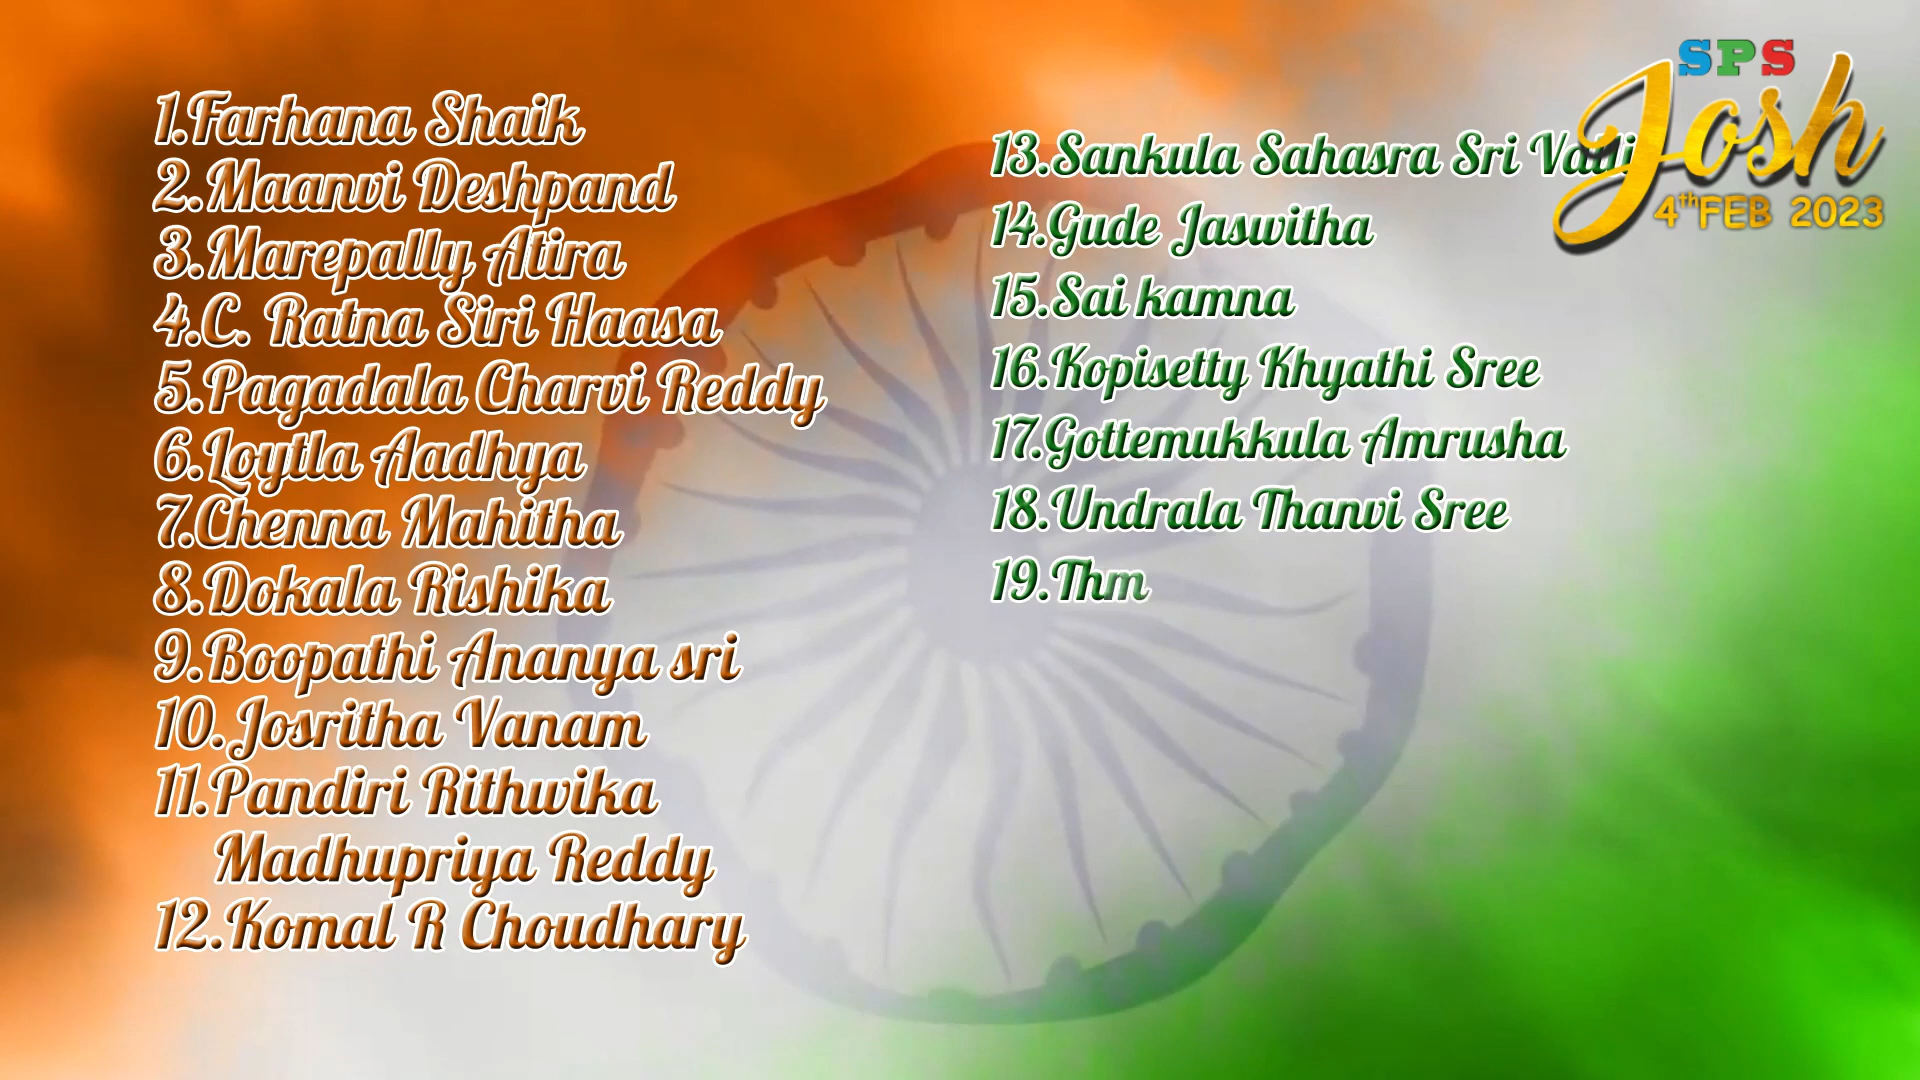 1.Farhana Shaik
2.Maanvi Deshpand
3.Marepally Atira
4.C. Ratna Siri Haasa
5.Pagadala Charvi Reddy
6.Loytla Aadhya
7.Chenna Mahitha
8.Dokala Rishika
9.Boopathi Ananya sri
10.Josritha Vanam
11.Pandiri Rithwika
Madhupriya Reddy
12.Komal R Choudhary
13.Sankula Sahasra Sri
14.Gude Jaswitha
15.Sai kamna
16.Kopisetty Khyathi Sree
17.Gottemukkula Amrusha
18.Undrala Thanvi Sree
19.Thm
SPS
Josh
4th FEB 2023